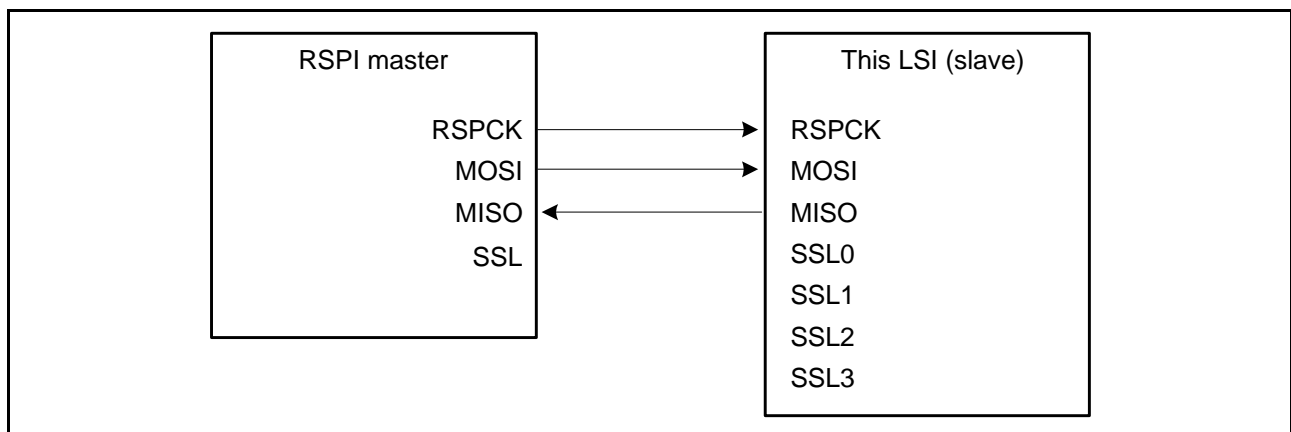 RSPI master
RSPCK
MOSI
MISO
SSL
This LSI (slave)
RSPCK
MOSI
MISO
SSL0
SSL1
SSL2
SSL3